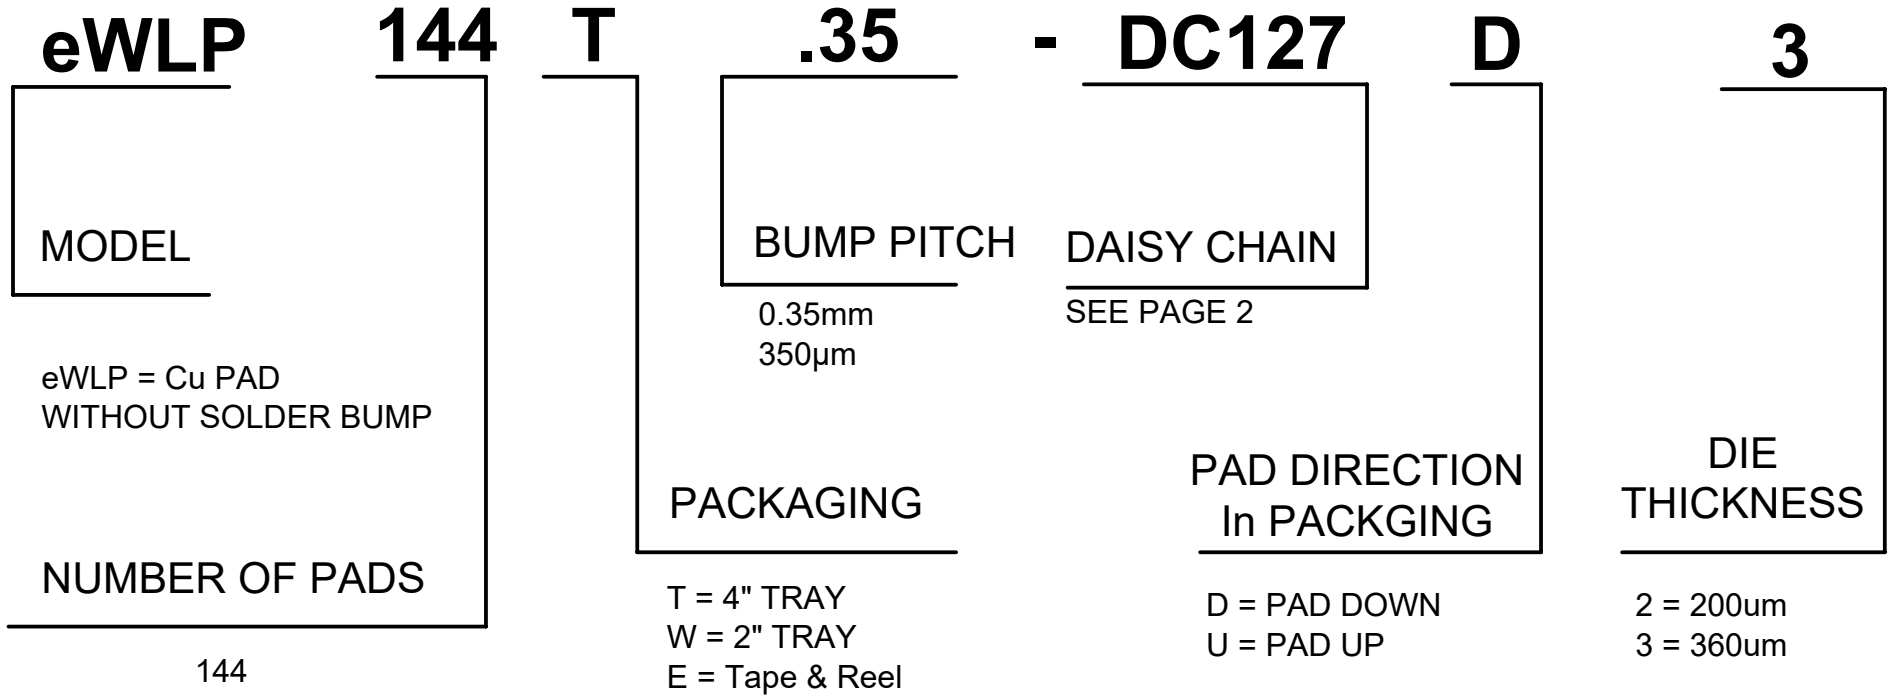 eWLP 144 T .35 - DC127 D 3
MODEL
eWLP = Cu PAD
WITHOUT SOLDER BUMP
NUMBER OF PADS
144
PACKAGING
T = 4" TRAY
W = 2" TRAY
E = Tape & Reel
BUMP PITCH
0.35mm
350µm
DAISY CHAIN
SEE PAGE 2
PAD DIRECTION
In PACKGING
D = PAD DOWN
U = PAD UP
DIE
THICKNESS
2 = 200um
3 = 360um